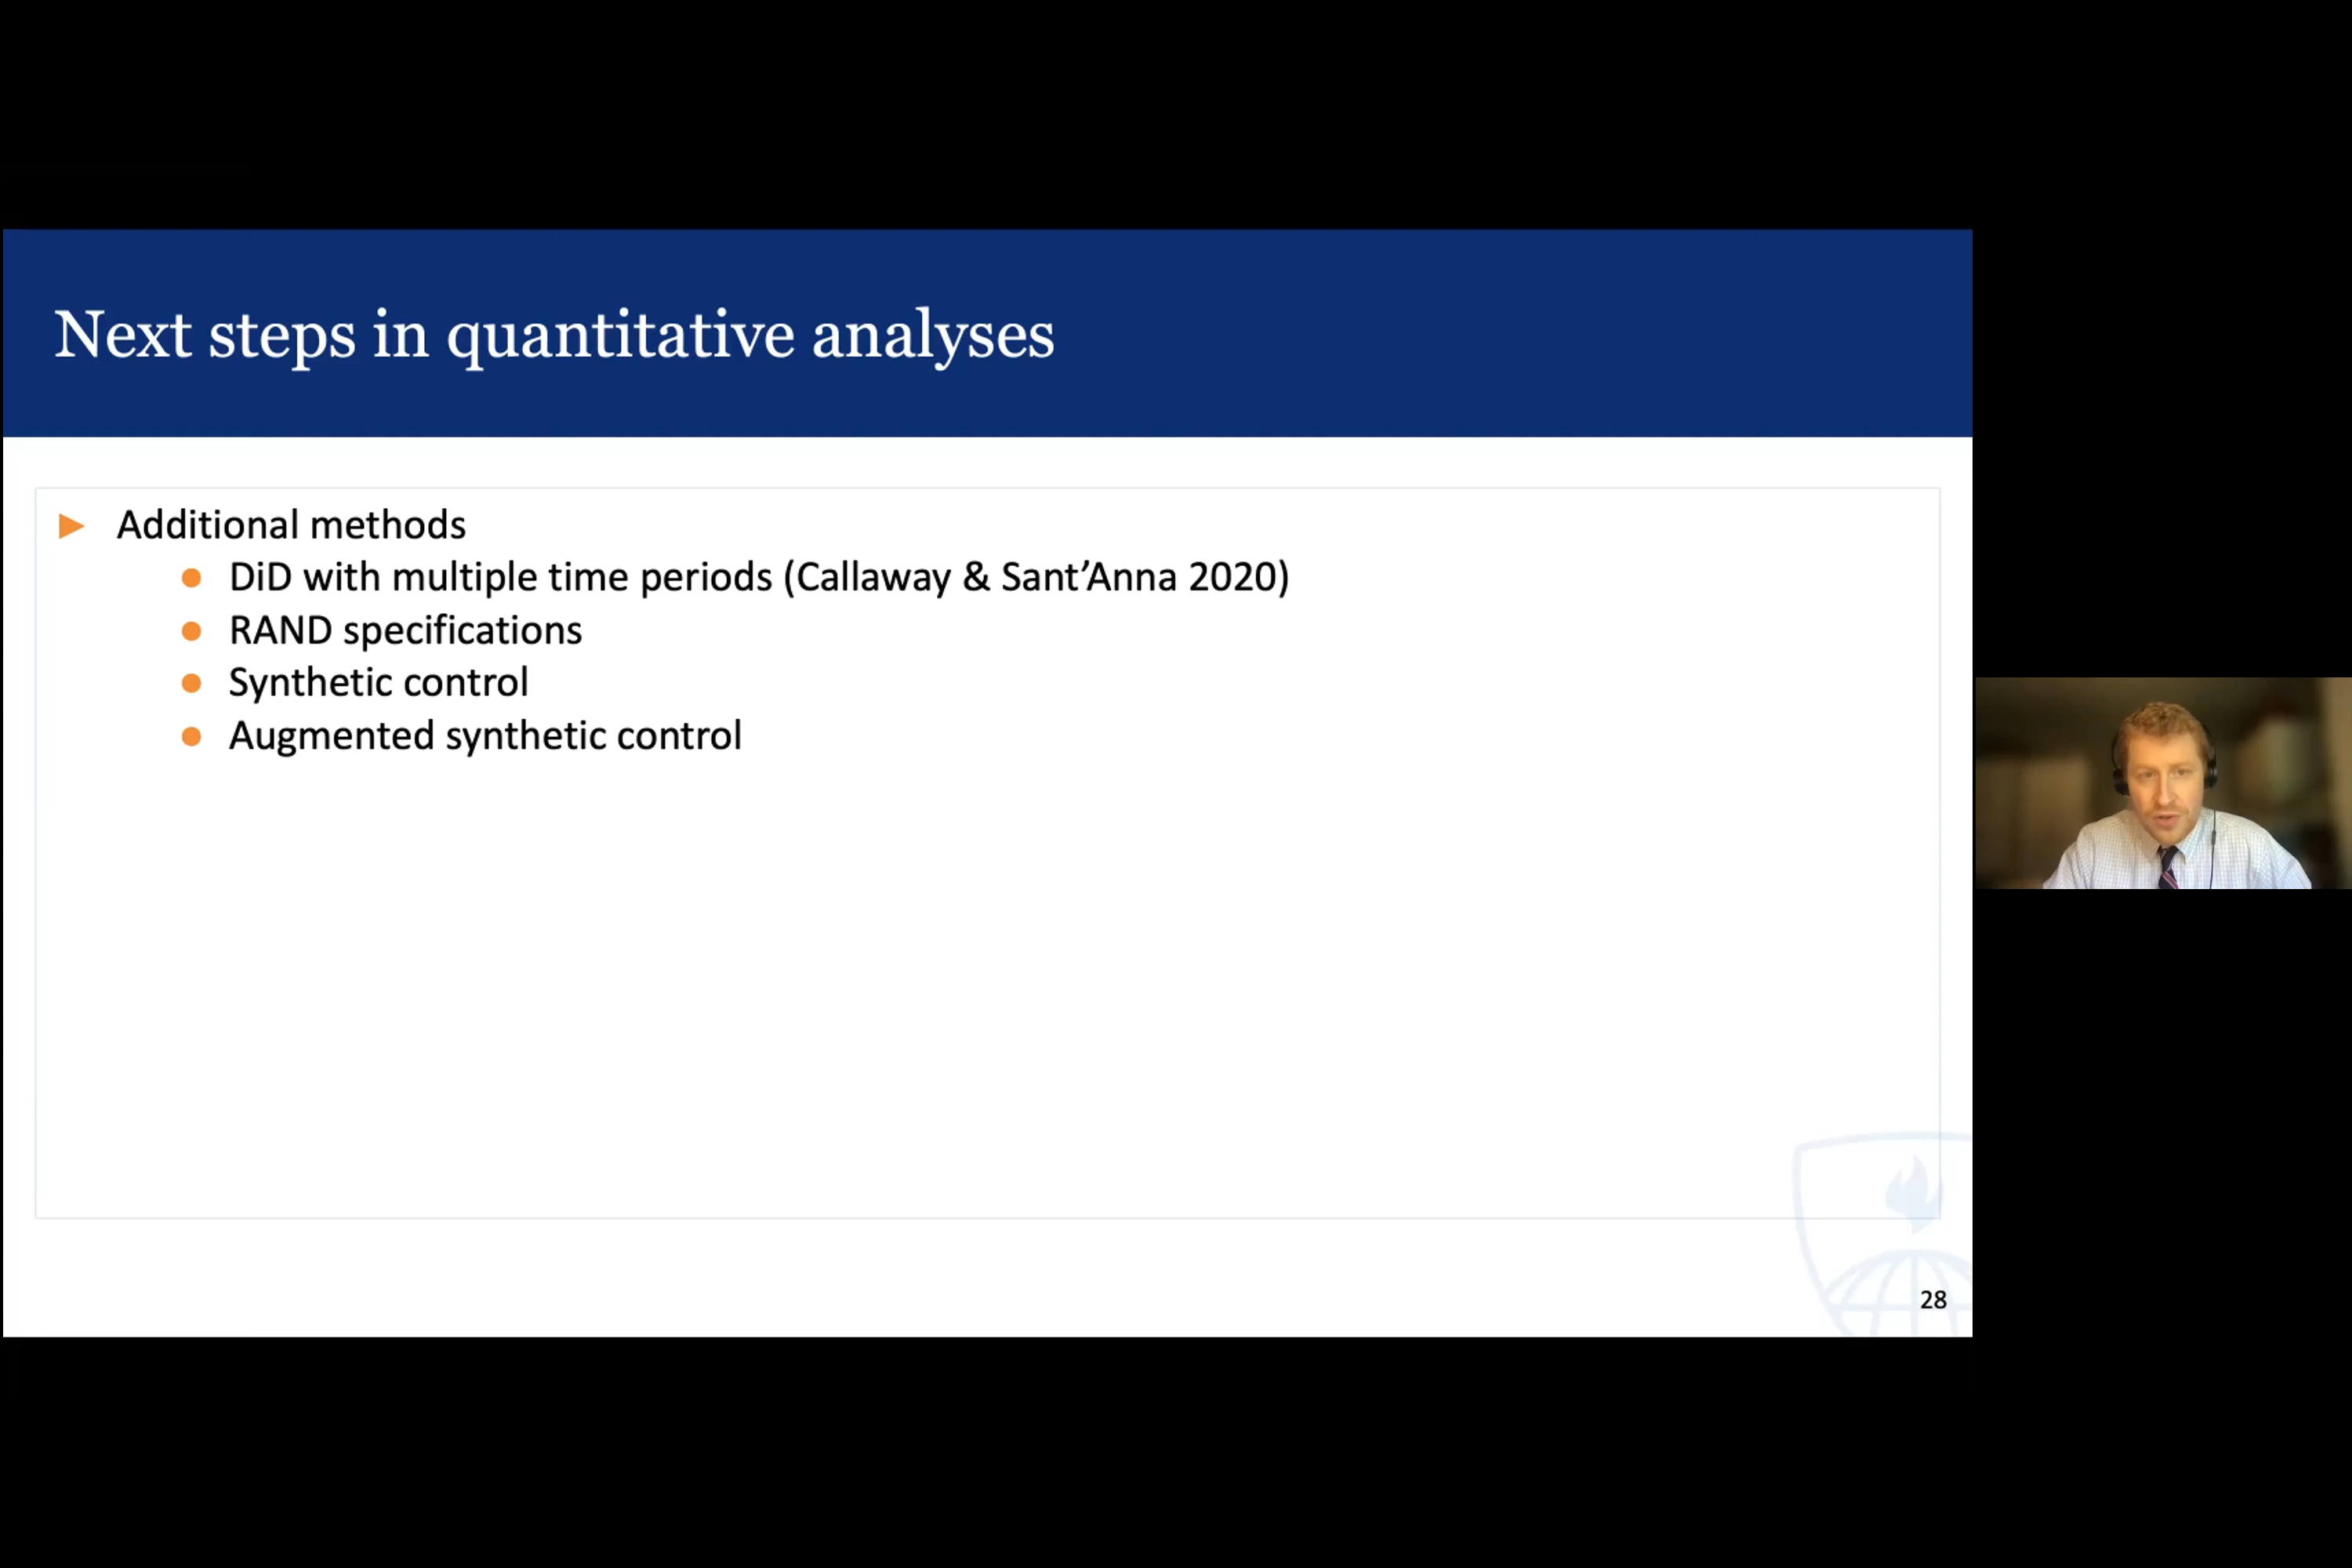 Next steps in quantitative analyses
Additional methods
DiD with multiple time periods (Callaway & Sant’Anna 2020)
RAND specifications
Synthetic control
Augmented synthetic control
28